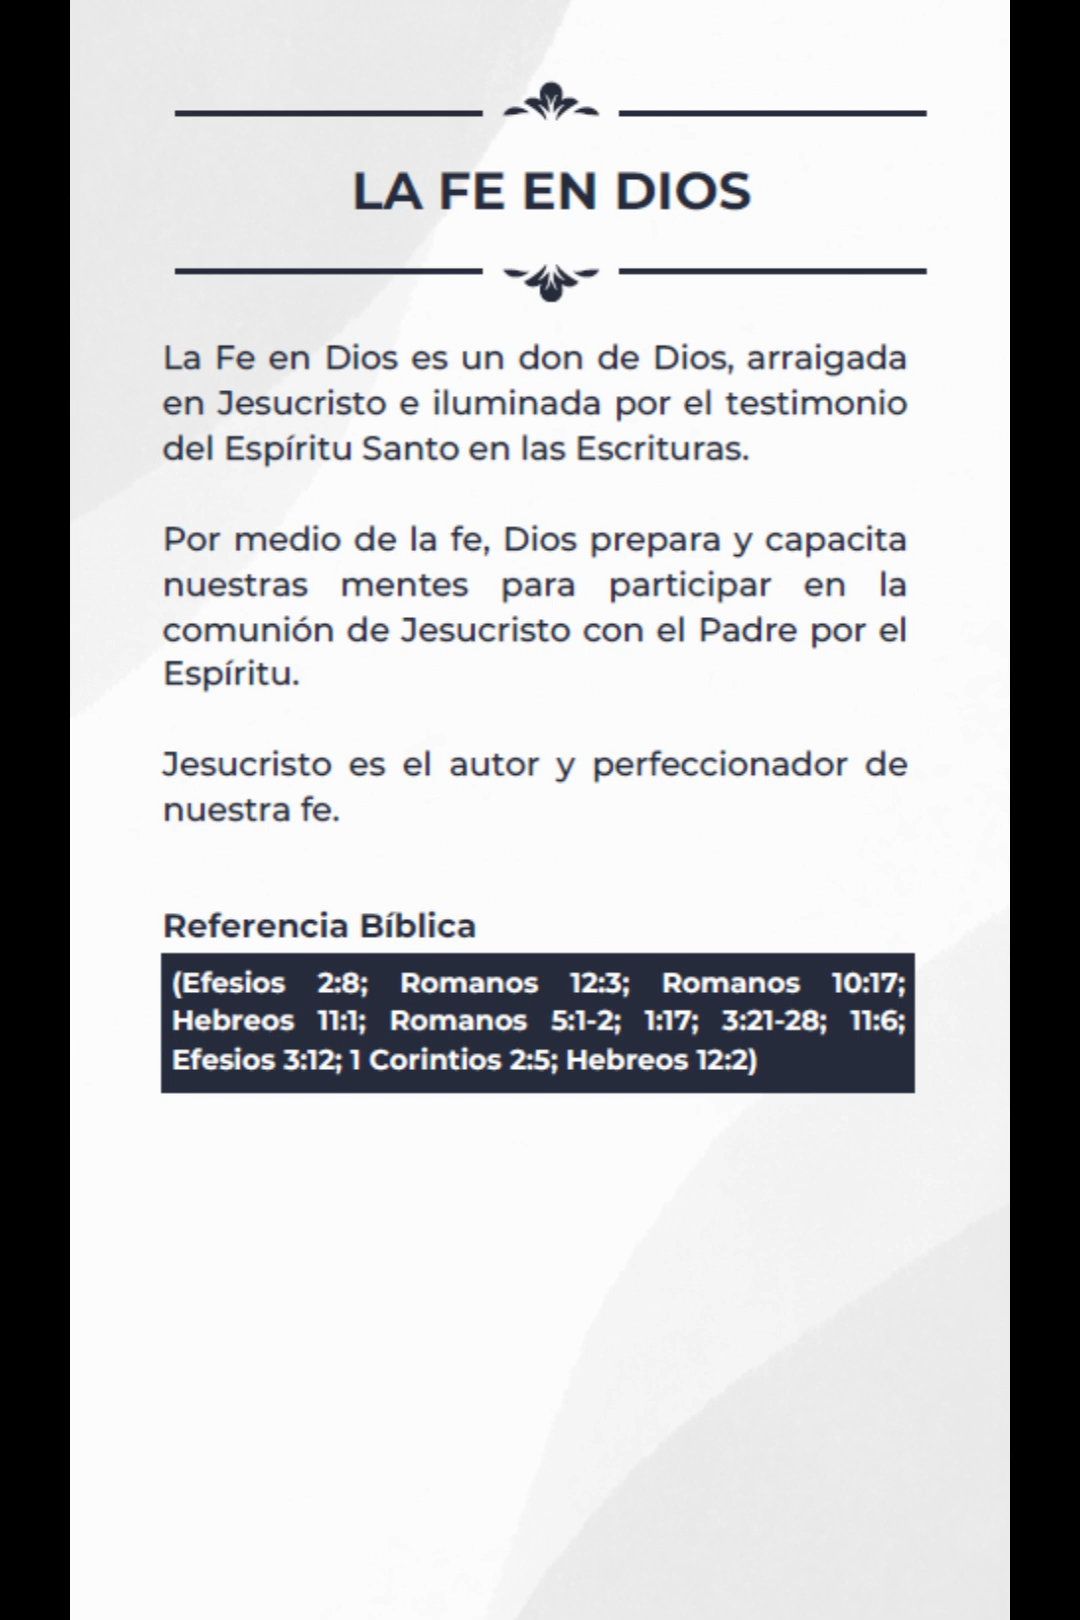 LA FE EN DIOS
La Fe en Dios es un don de Dios, arraigada
en Jesucristo e iluminada por el testimonio
del Espíritu Santo en las Escrituras.
Por medio de la fe, Dios prepara y capacita
nuestras mentes para participar en la
comunión de Jesucristo con el Padre por el
Espíritu.
Jesucristo es el autor y perfeccionador de
nuestra fe.
Referencia Bíblica
(Efesios 2:8; Romanos 12:3; Romanos 10:17;
Hebreos 11:1; Romanos 5:1-2; 1:17; 3:21-28; 11:6;
Efesios 3:12; 1 Corintios 2:5; Hebreos 12:2)